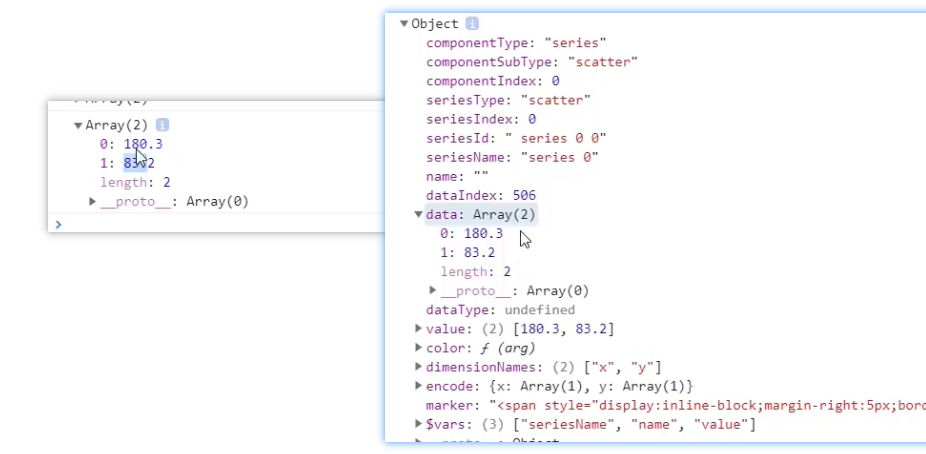 Array(2)
Array(2)
0: 180.3
1: 83.2
length: 2
__proto__: Array(0)
>
Object i
componentType: "series"
componentSubType: "scatter"
componentIndex: 0
seriesType: "scatter"
seriesIndex: 0
seriesId: " series 0 0"
seriesName: "series 0"
name: ""
dataIndex: 506
data: Array(2)
0: 180.3
1: 83.2
length: 2
__proto__: Array(0)
dataType: undefined
value: (2) [180.3, 83.2]
color: ƒ (arg)
dimensionNames: (2) ["x", "y"]
encode: {x: Array(1), y: Array(1)}
marker: "<span style="display:inline-block;margin-right:5px;bord
$vars: (3) ["seriesName", "name", "value"]
__proto__: Object